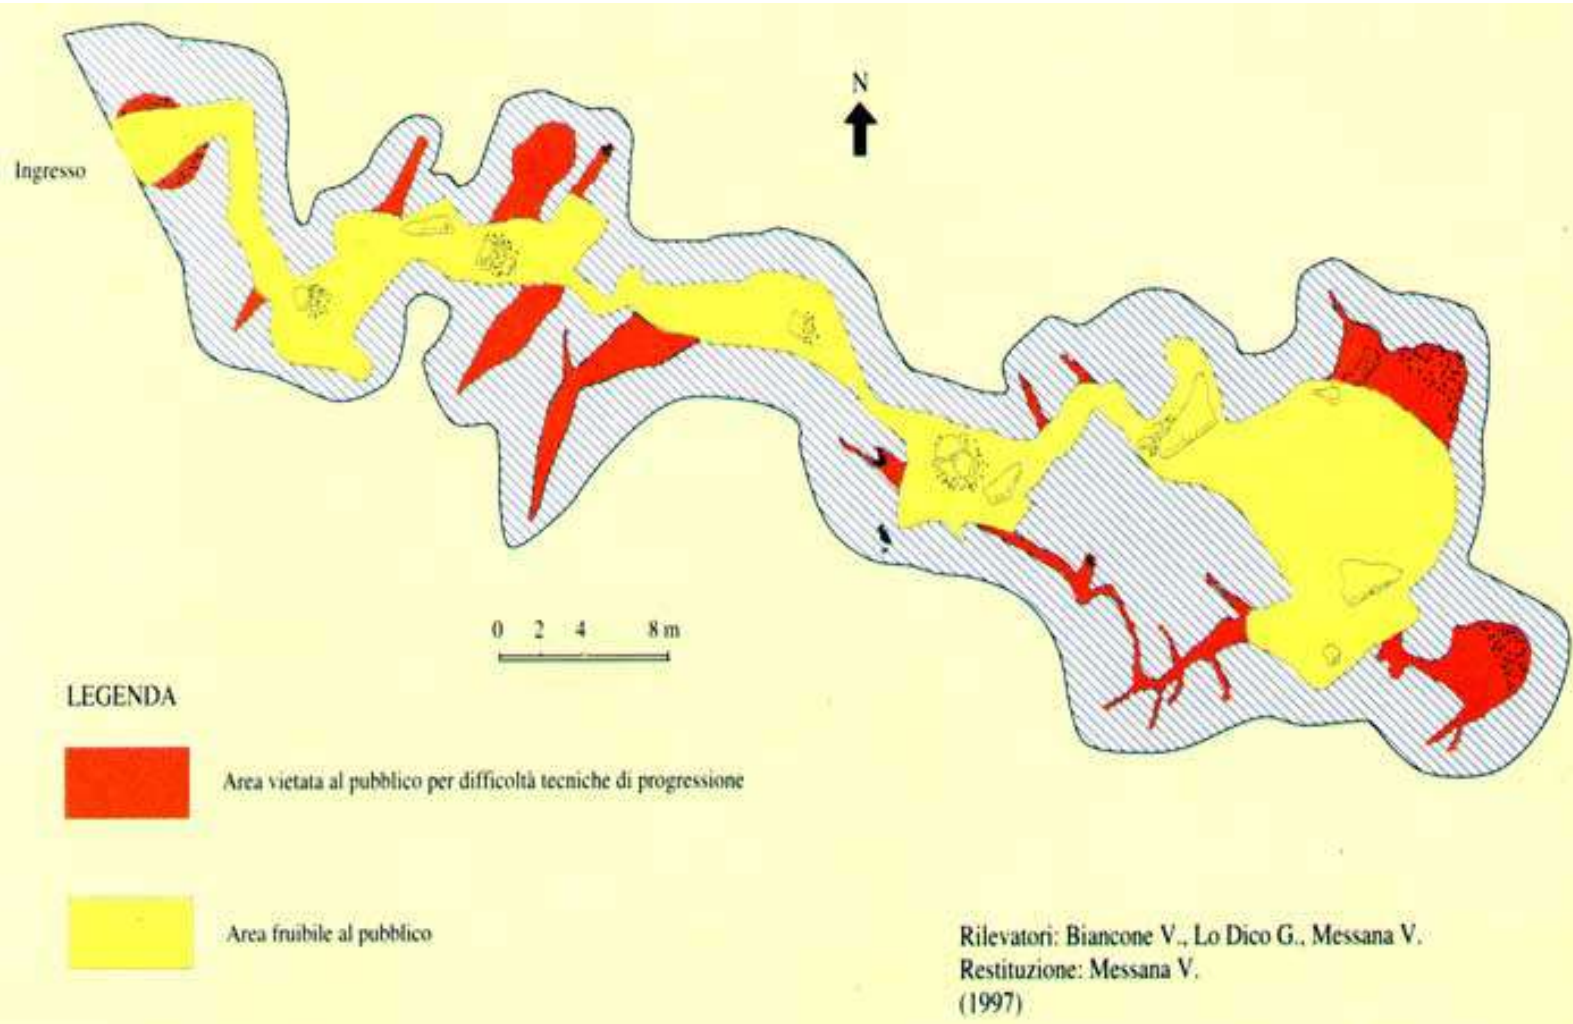 N
Ingresso
0 2 4 8 m
LEGENDA
Area vietata al pubblico per difficoltà tecniche di progressione
Area fruibile al pubblico
Rilevatori: Biancone V., Lo Dico G., Messana V.
Restituzione: Messana V.
(1997)